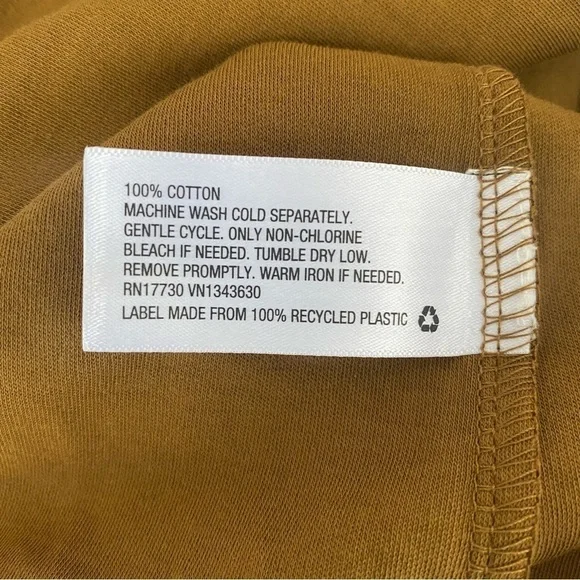 100% COTTON
MACHINE WASH COLD SEPARATELY.
GENTLE CYCLE. ONLY NON-CHLORINE
BLEACH IF NEEDED. TUMBLE DRY LOW.
REMOVE PROMPTLY. WARM IRON IF NEEDED.
RN17730 VN1343630
LABEL MADE FROM 100% RECYCLED PLASTIC